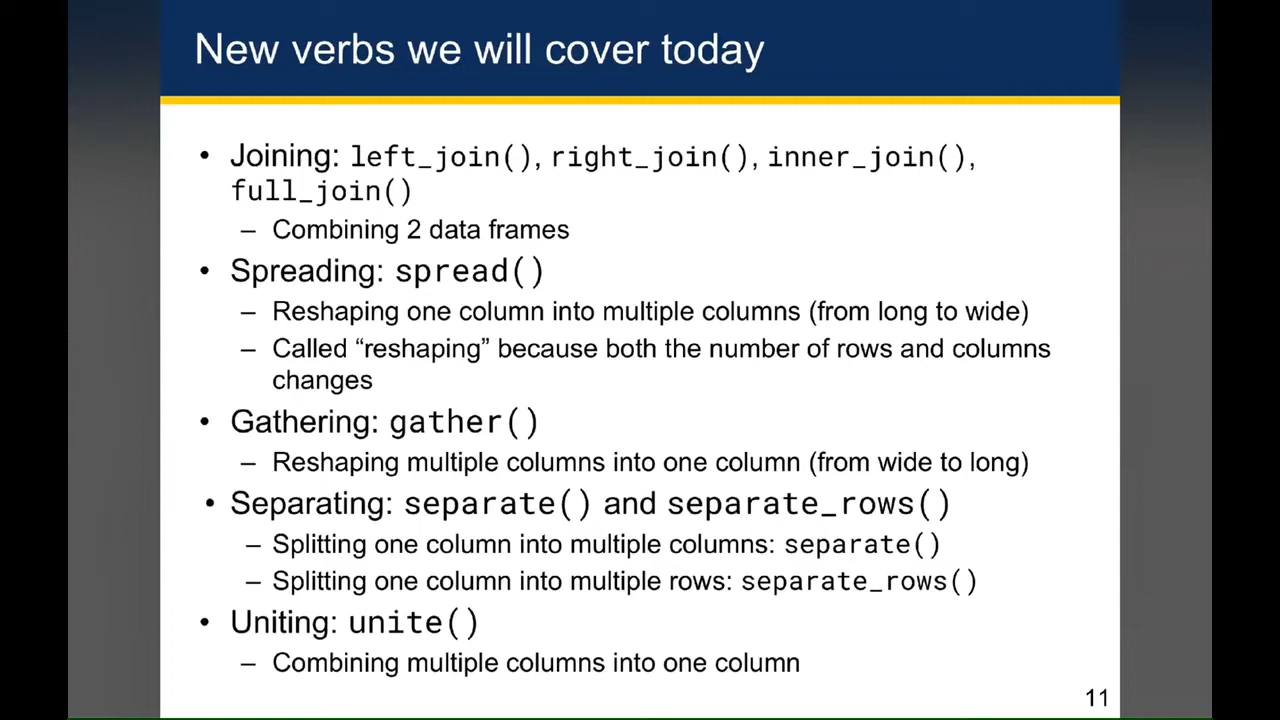 New verbs we will cover today
• Joining: left_join(), right_join(), inner_join(),
full_join()
– Combining 2 data frames
• Spreading: spread()
– Reshaping one column into multiple columns (from long to wide)
– Called “reshaping” because both the number of rows and columns
changes
• Gathering: gather()
– Reshaping multiple columns into one column (from wide to long)
• Separating: separate() and separate_rows()
– Splitting one column into multiple columns: separate()
– Splitting one column into multiple rows: separate_rows()
• Uniting: unite()
– Combining multiple columns into one column
11